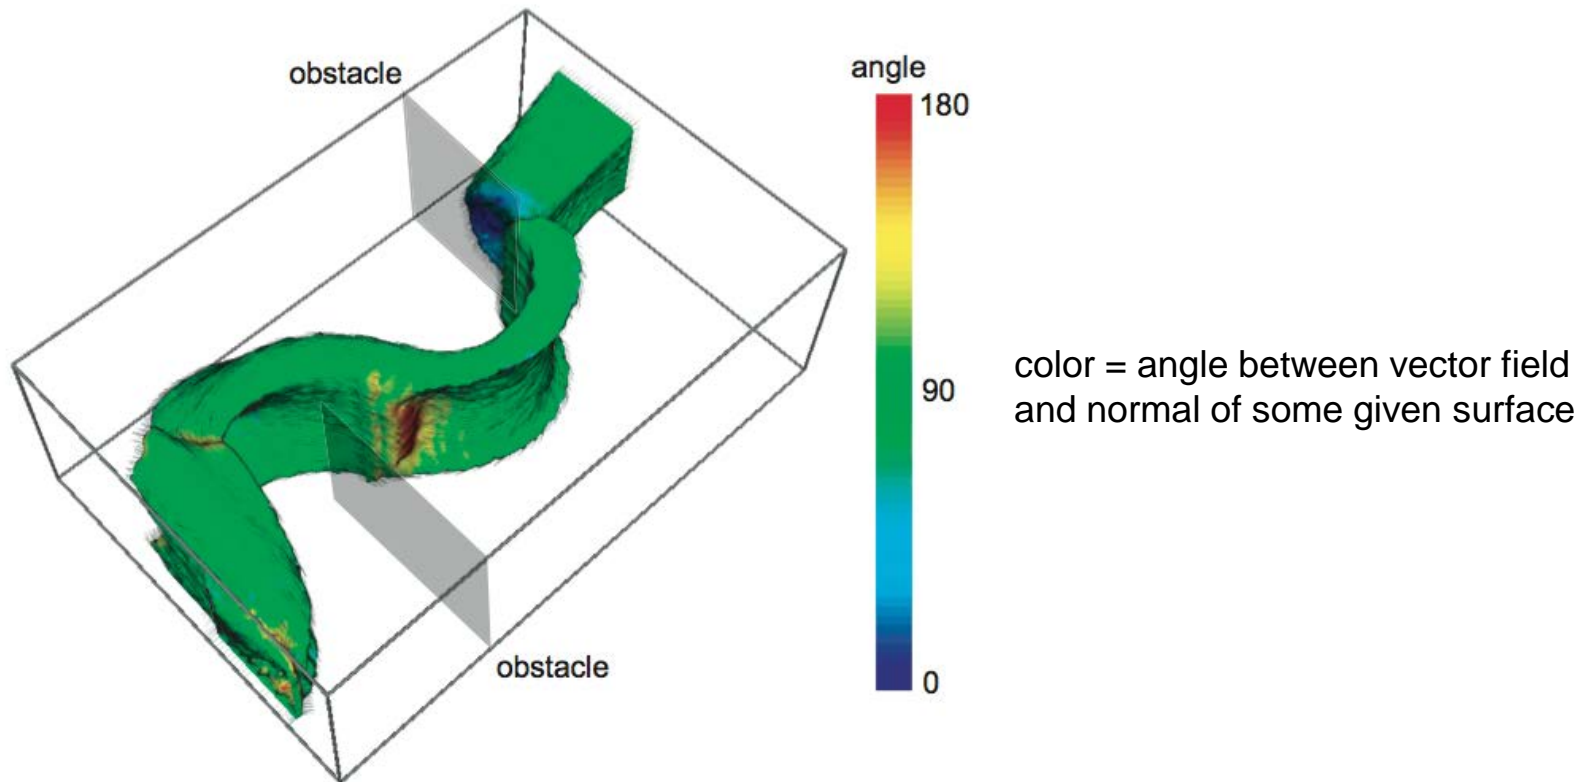 obstacle
angle
180
90
0
color = angle between vector field
and normal of some given surface
obstacle